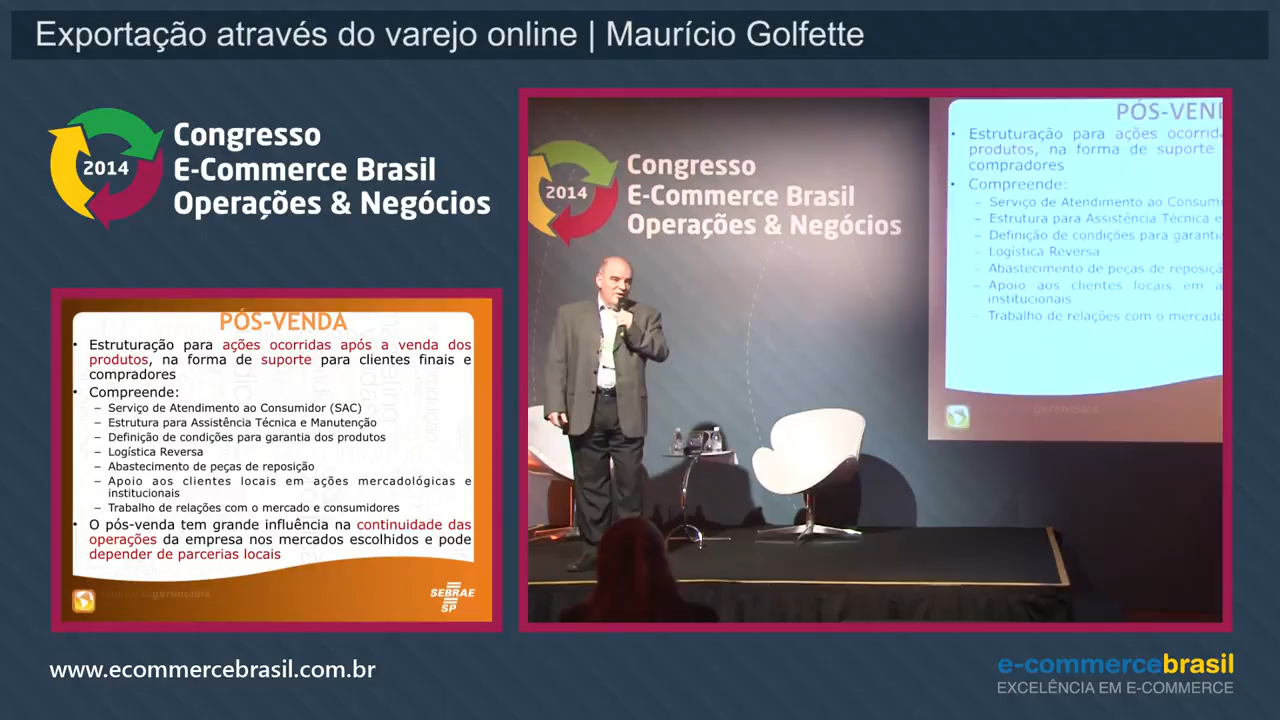 Exportação através do varejo online | Maurício Golfette
2014
Congresso
E-Commerce Brasil
Operações & Negócios
PÓS-VENDA
• Estruturação para ações ocorridas após a venda dos
produtos, na forma de suporte para clientes finais e
compradores
• Compreende:
– Serviço de Atendimento ao Consumidor (SAC)
– Estrutura para Assistência Técnica e Manutenção
– Definição de condições para garantia dos produtos
– Logística Reversa
– Abastecimento de peças de reposição
– Apoio aos clientes locais em ações mercadológicas e
institucionais
– Trabalho de relações com o mercado e consumidores
• O pós-venda tem grande influência na continuidade das
operações da empresa nos mercados escolhidos e pode
depender de parcerias locais
gerenciais
SEBRAE
SP
2014
Congresso
E-Commerce Brasil
Operações & Negócios
PÓS-VEN
• Estruturação para ações ocorrida
produtos, na forma de suporte
compradores
• Compreende:
– Serviço de Atendimento ao Consum
– Estrutura para Assistência Técnica e
– Definição de condições para garantia
– Logística Reversa
– Abastecimento de peças de reposiçã
– Apoio aos clientes locais em a
institucionais
– Trabalho de relações com o mercado
gerenciais
www.ecommercebrasil.com.br
e-commercebrasil
EXCELÊNCIA EM E-COMMERCE